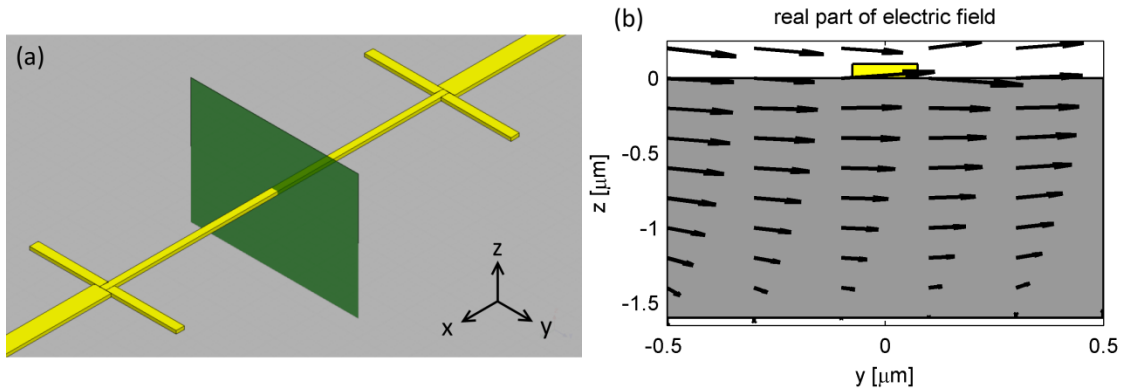 (a)
z
x
y
(b)
real part of electric field
0
-0.5
-1
-1.5
z [μm]
-0.5
0
0.5
y [μm]